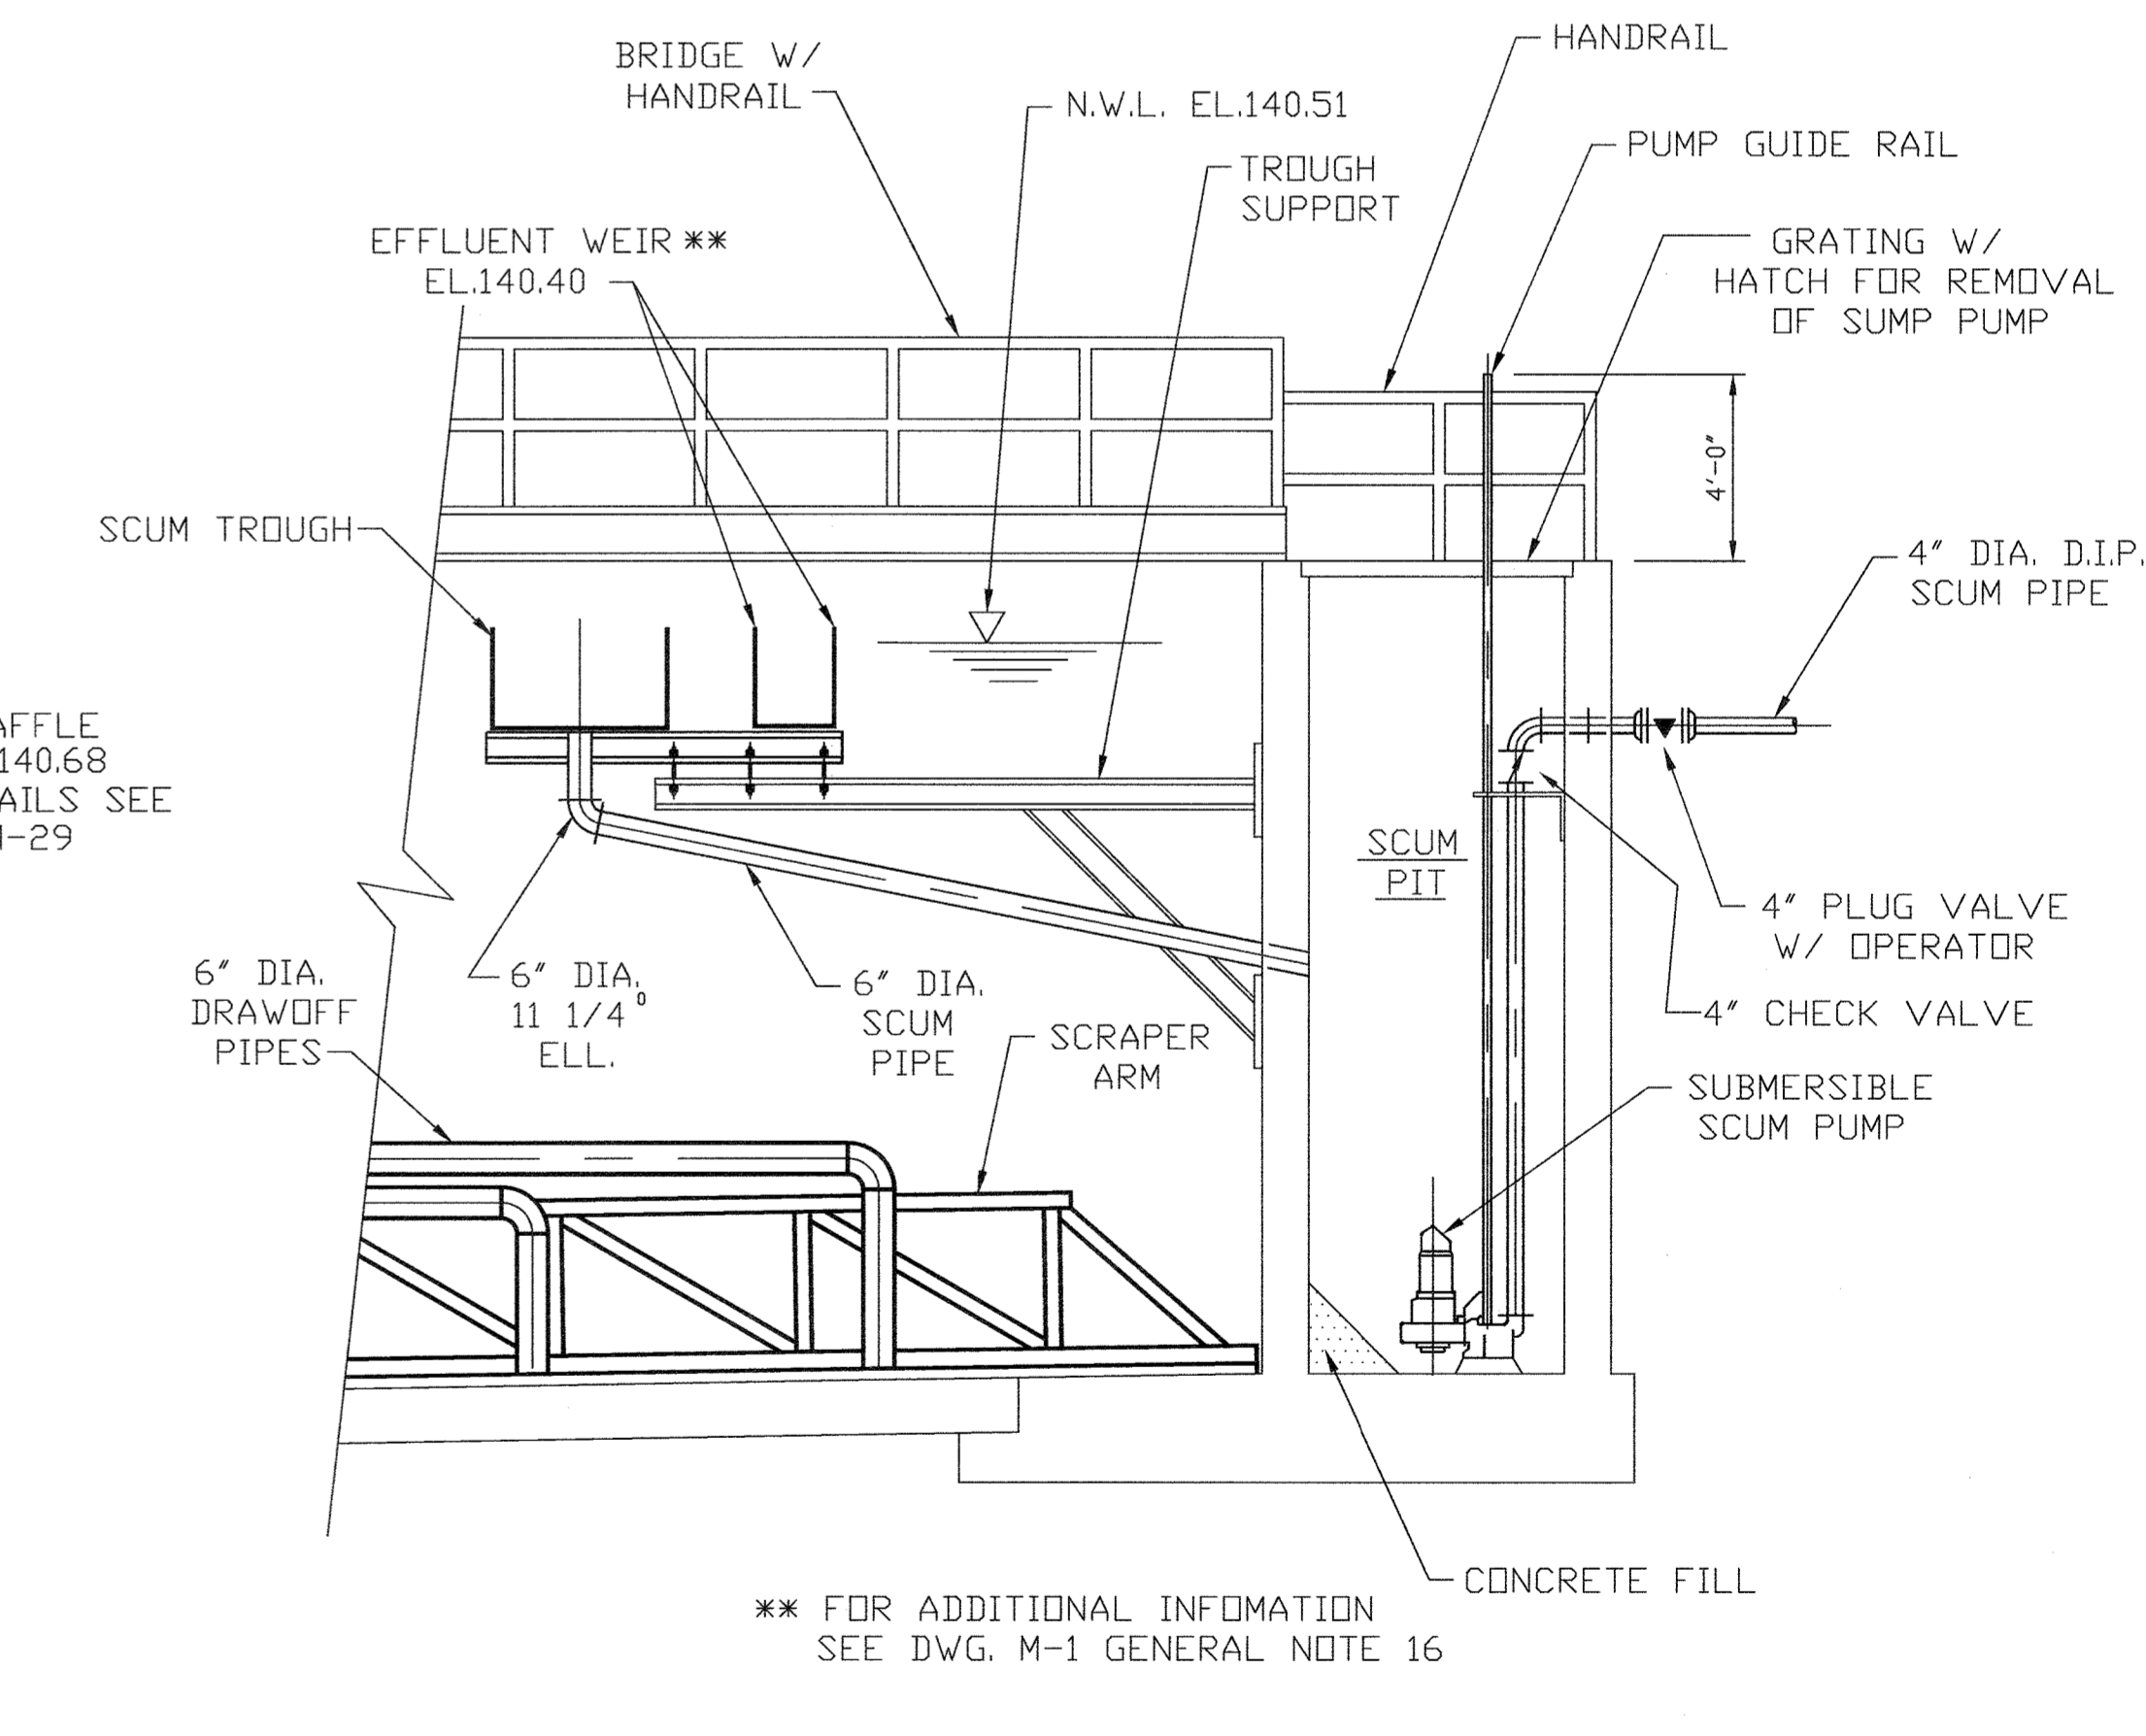 BRIDGE W/
HANDRAIL
HANDRAIL
N.W.L. EL.140.51
PUMP GUIDE RAIL
TROUGH
SUPPORT
EFFLUENT WEIR **
EL.140.40
GRATING W/
HATCH FOR REMOVAL
OF SUMP PUMP
4'-0"
SCUM TROUGH
4" DIA. D.I.P.
SCUM PIPE
AFFLE
140.68
AILS SEE
-29
SCUM
PIT
4" PLUG VALVE
W/ OPERATOR
4" CHECK VALVE
6" DIA.
DRAWOFF
PIPES
6" DIA.
11 1/4°
ELL.
6" DIA.
SCUM
PIPE
SCRAPER
ARM
SUBMERSIBLE
SCUM PUMP
CONCRETE FILL
** FOR ADDITIONAL INFOMATION
SEE DWG. M-1 GENERAL NOTE 16